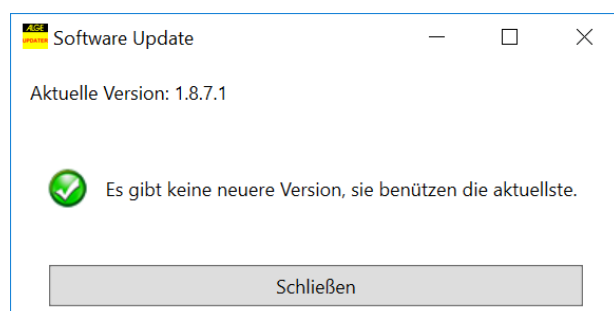 ALGE
UPDATER
Software Update
Aktuelle Version: 1.8.7.1
Es gibt keine neuere Version, sie benützen die aktuellste.
Schließen